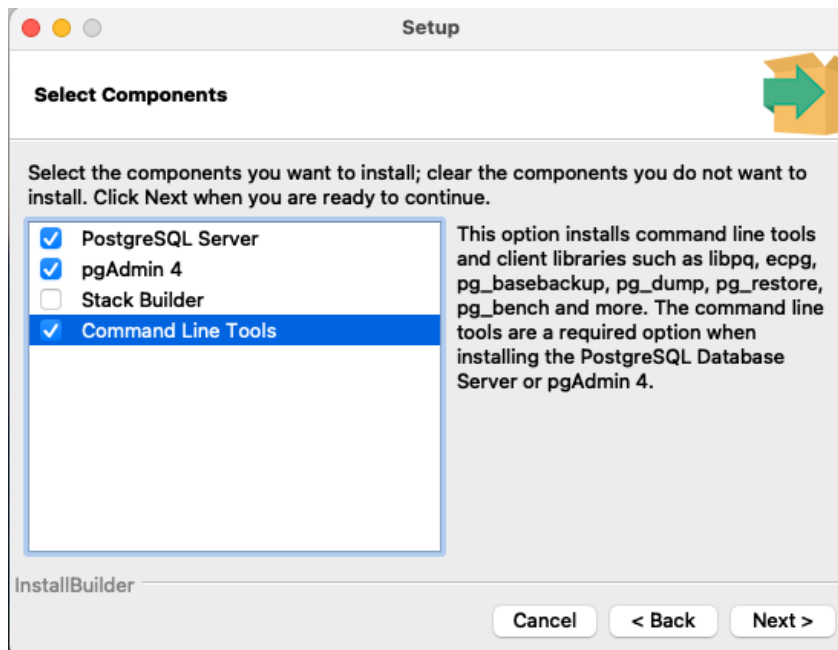 Setup
Select Components
Select the components you want to install; clear the components you do not want to
install. Click Next when you are ready to continue.
PostgreSQL Server
pgAdmin 4
Stack Builder
Command Line Tools
This option installs command line tools
and client libraries such as libpq, ecpg,
pg_basebackup, pg_dump, pg_restore,
pg_bench and more. The command line
tools are a required option when
installing the PostgreSQL Database
Server or pgAdmin 4.
InstallBuilder
Cancel
< Back
Next >